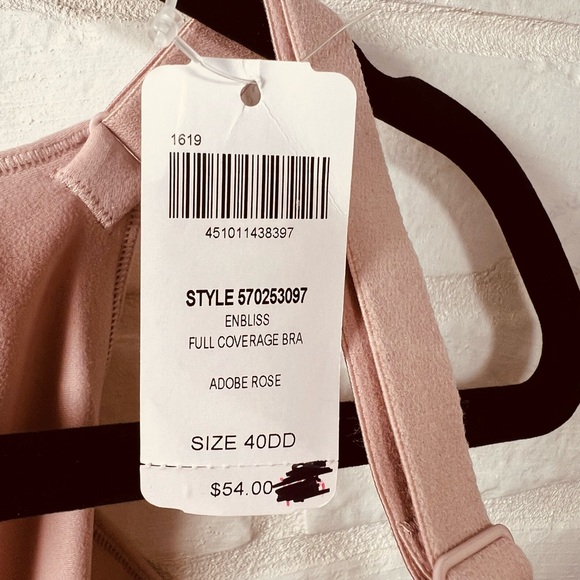 1619
451011438397
STYLE 570253097
ENBLISS
FULL COVERAGE BRA
ADOBE ROSE
SIZE 40DD
$54.00